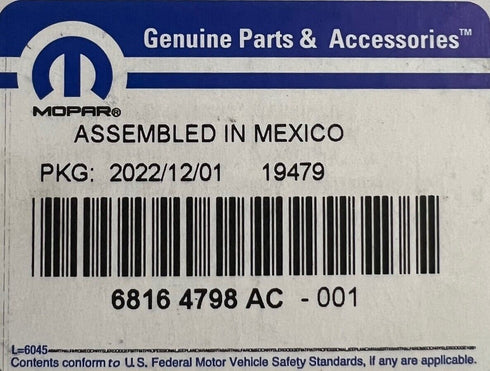 Genuine Parts & Accessories™
MOPAR®
ASSEMBLED IN MEXICO
PKG: 2022/12/01 19479
6816 4798 AC - 001
L=6045
Contents conform to U.S. Federal Motor Vehicle Safety Standards, if any are applicable.